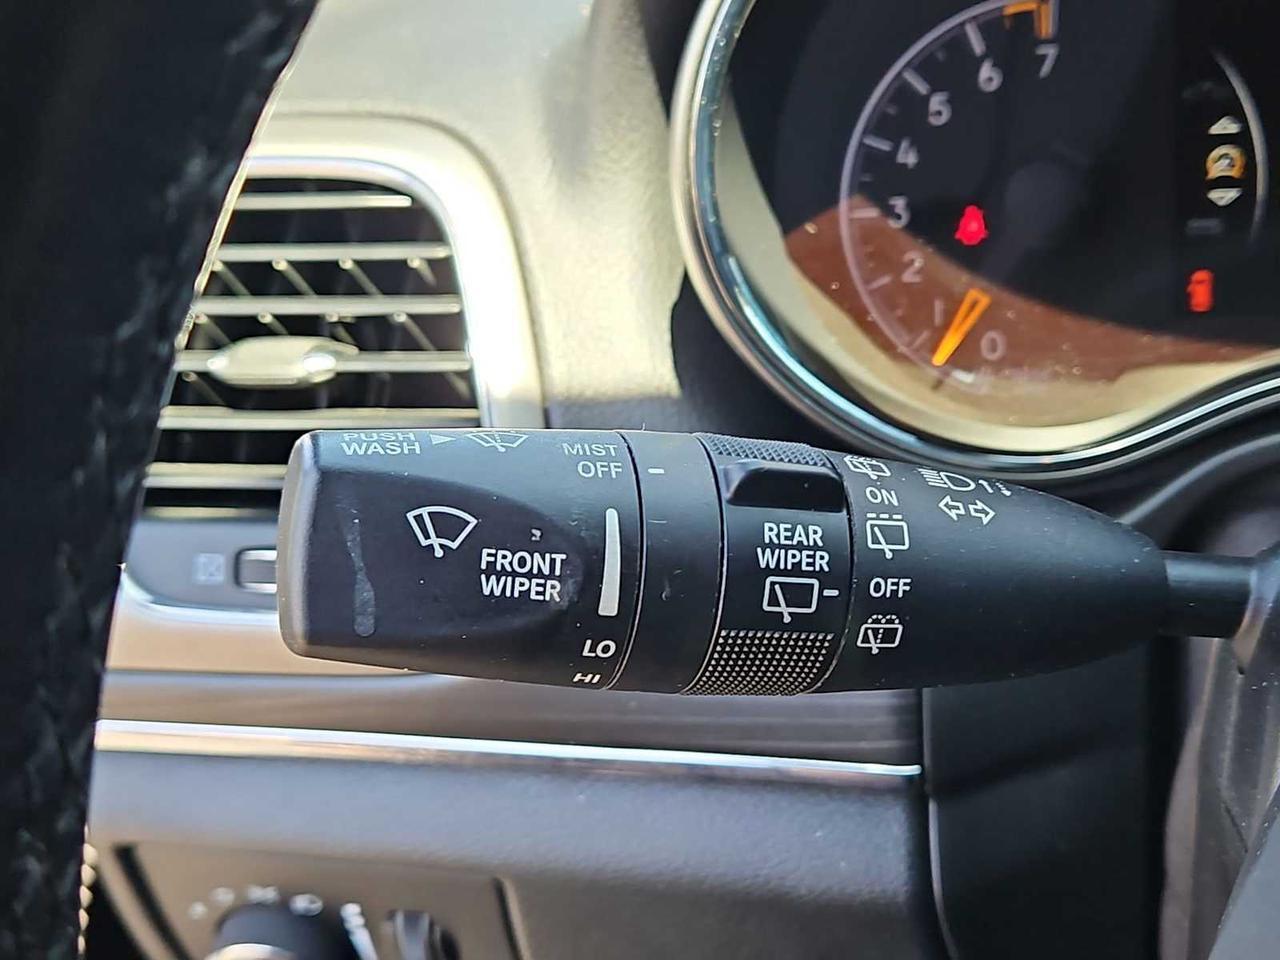 7
6
5
4
3
2
1
0
PUSH
WASH
MIST
OFF
FRONT
WIPER
LO
HI
REAR
WIPER
ON
OFF